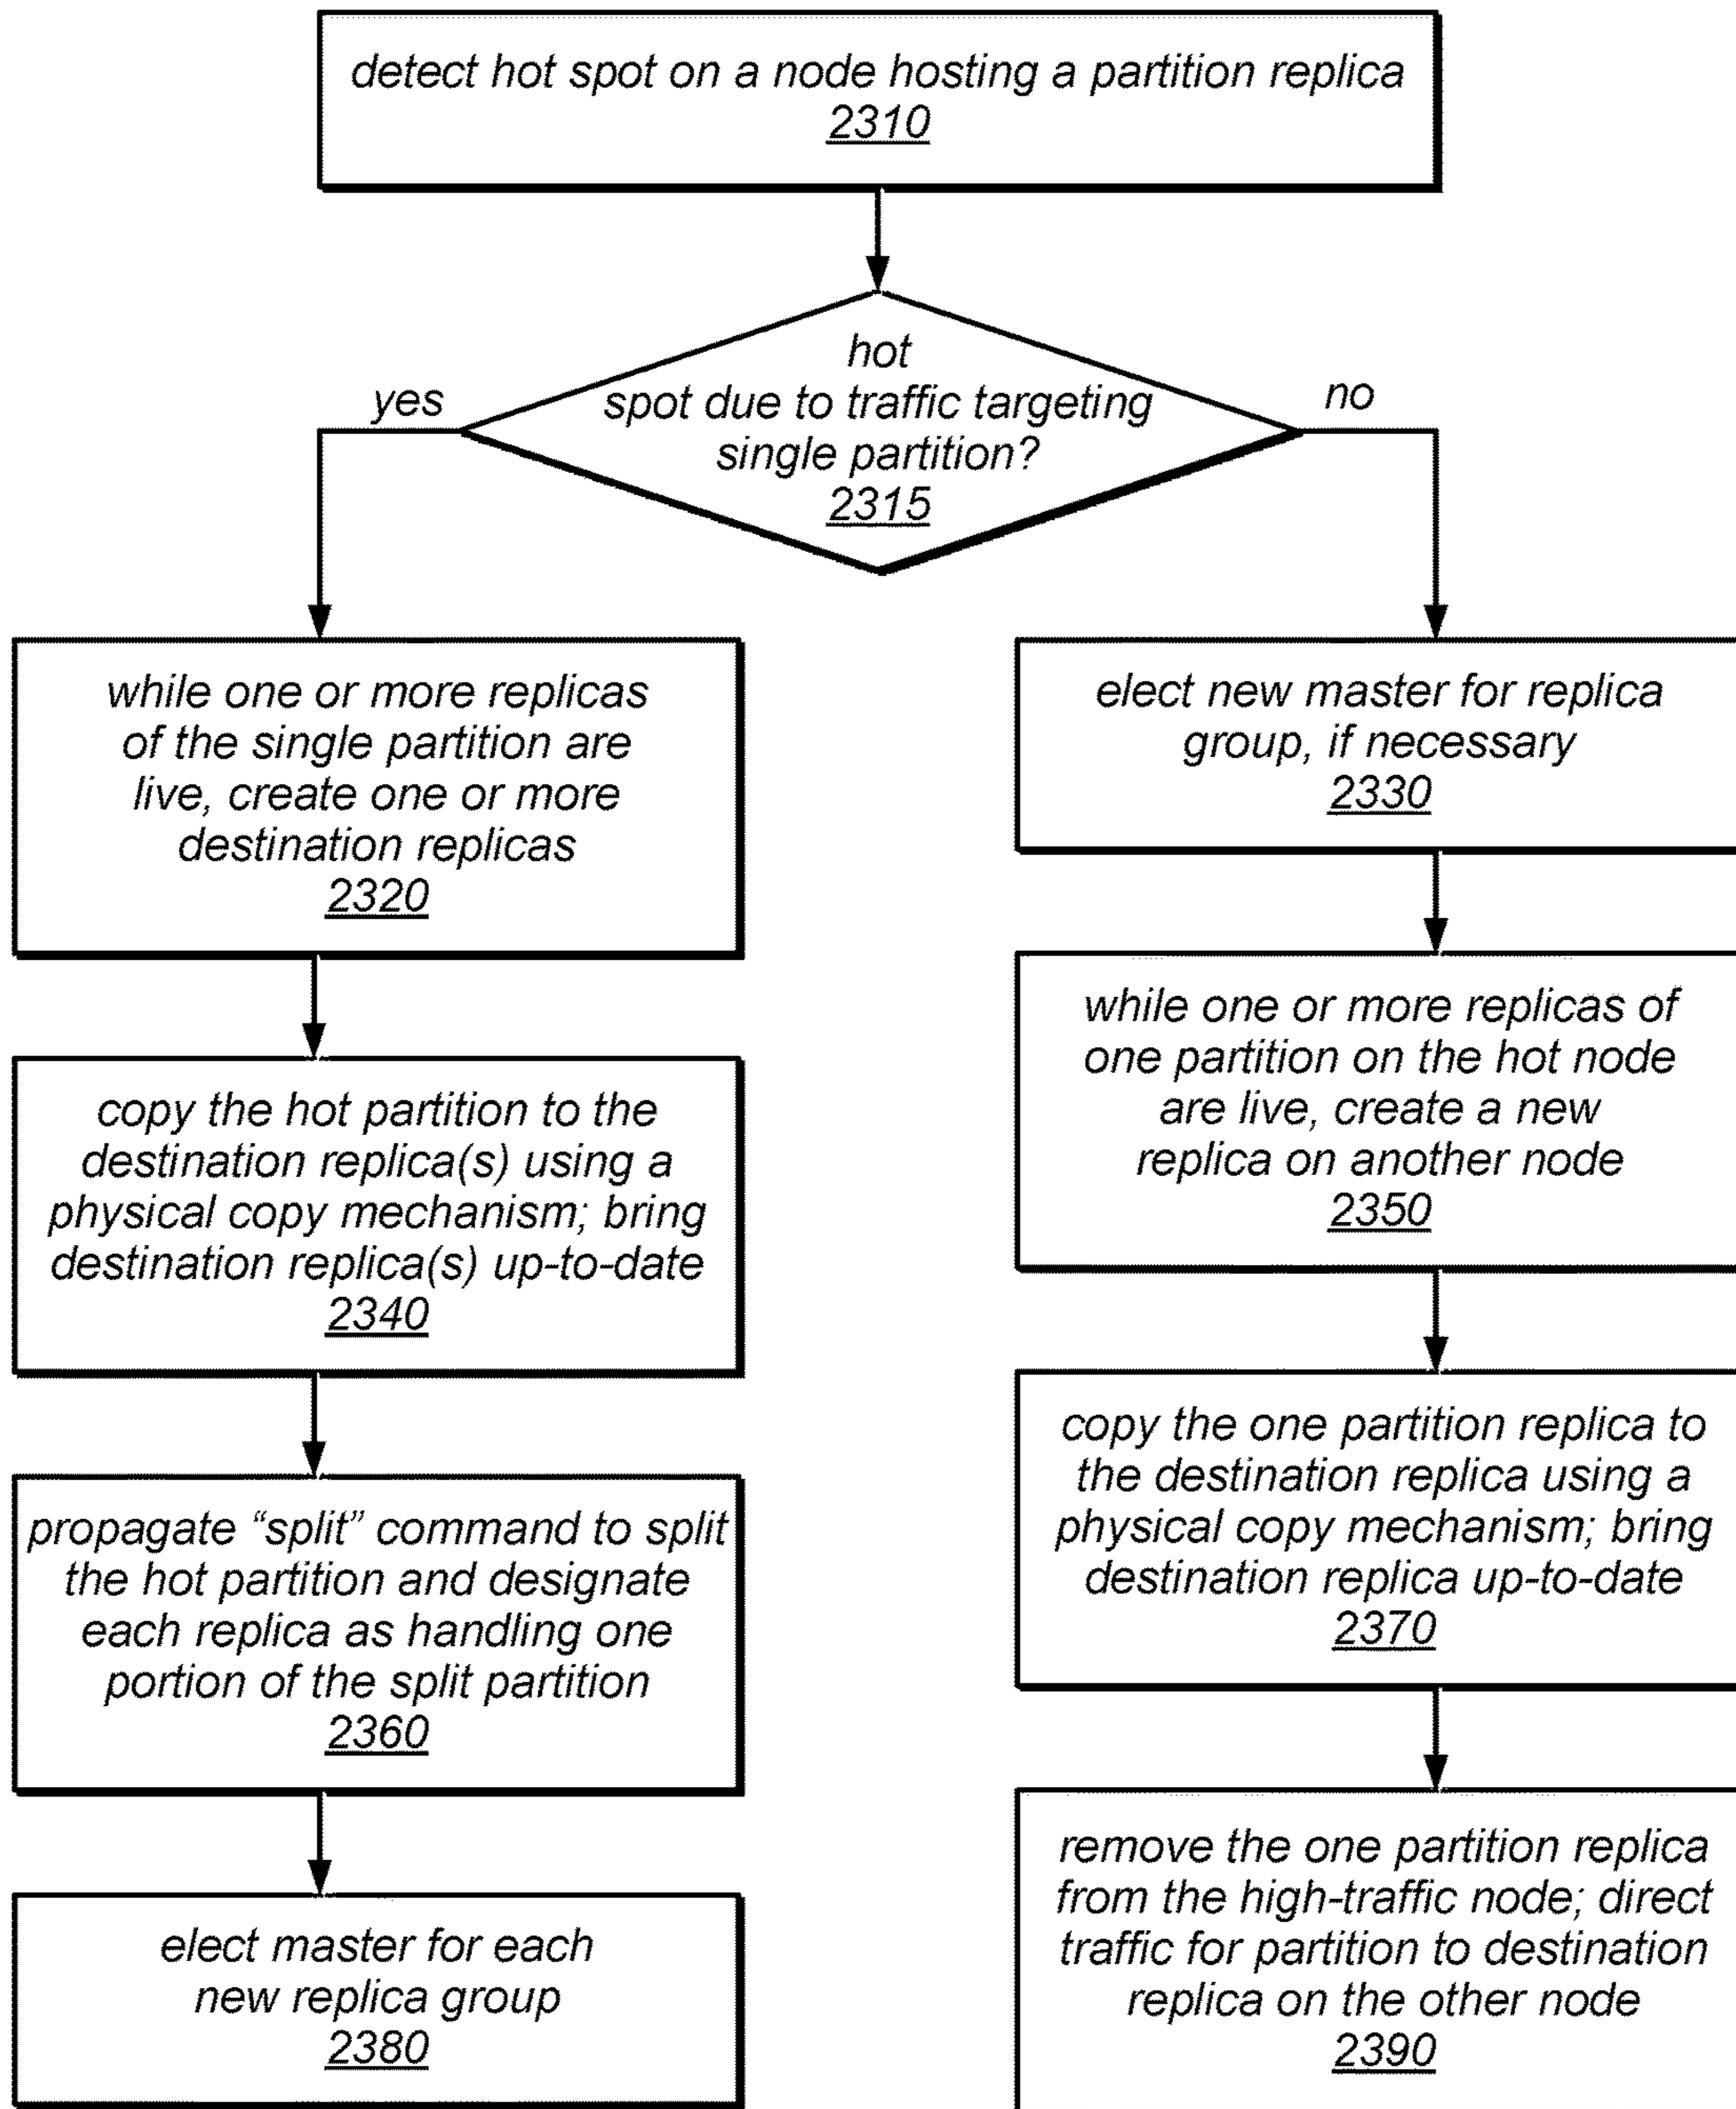 detect hot spot on a node hosting a partition replica
2310
hot
spot due to traffic targeting
single partition?
2315
yes
no
while one or more replicas
of the single partition are
live, create one or more
destination replicas
2320
copy the hot partition to the
destination replica(s) using a
physical copy mechanism; bring
destination replica(s) up-to-date
2340
propagate “split” command to split
the hot partition and designate
each replica as handling one
portion of the split partition
2360
elect master for each
new replica group
2380
elect new master for replica
group, if necessary
2330
while one or more replicas of
one partition on the hot node
are live, create a new
replica on another node
2350
copy the one partition replica to
the destination replica using a
physical copy mechanism; bring
destination replica up-to-date
2370
remove the one partition replica
from the high-traffic node; direct
traffic for partition to destination
replica on the other node
2390